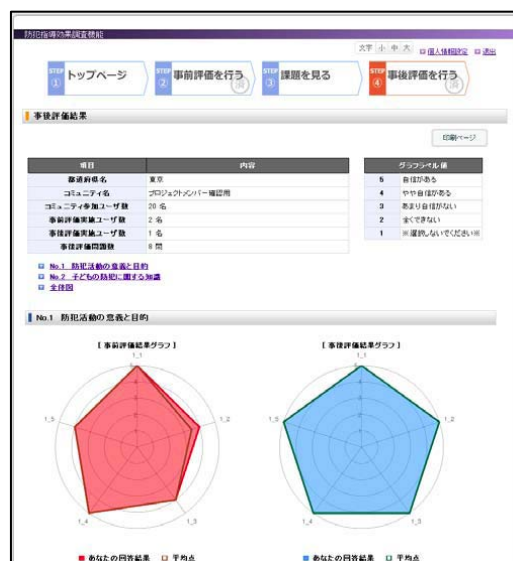 防犯指導効果調査機能
文字 小 中 大 個人情報設定 退出
STEP ① トップページ
STEP ② 事前評価を行う 済
STEP ③ 課題を見る
STEP ④ 事後評価を行う 済
事後評価結果
印刷ページ
項目 内容
都道府県名 東京
コミュニティ名 プロジェクトメンバー確認用
コミュニティ参加ユーザ数 20 名
事前評価実施ユーザ数 2 名
事後評価実施ユーザ数 1 名
事後評価問題数 8 問
グラフラベル値
5 自信がある
4 やや自信がある
3 あまり自信がない
2 全くできない
1 ※選択しないでください※
No.1 防犯活動の意義と目的
No.2 子どもの防犯に関する知識
全体図
No.1 防犯活動の意義と目的
[ 事前評価結果グラフ ]
1_1
1_2
1_3
1_4
1_5
あなたの回答結果 平均点
[ 事後評価結果グラフ ]
1_1
1_2
1_3
1_4
1_5
あなたの回答結果 平均点